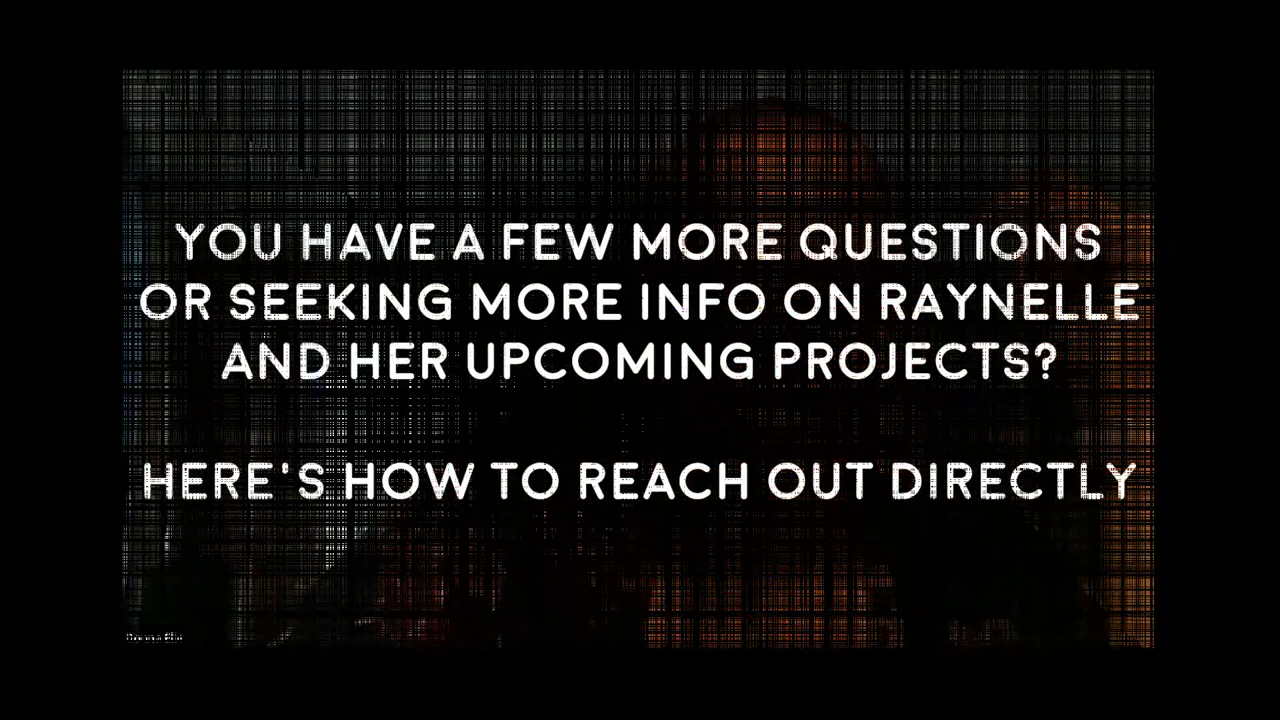 YOU HAVE A FEW MORE QUESTIONS
OR SEEKING MORE INFO ON RAYNELLE
AND HER UPCOMING PROJECTS?
HERE'S HOW TO REACH OUT DIRECTLY